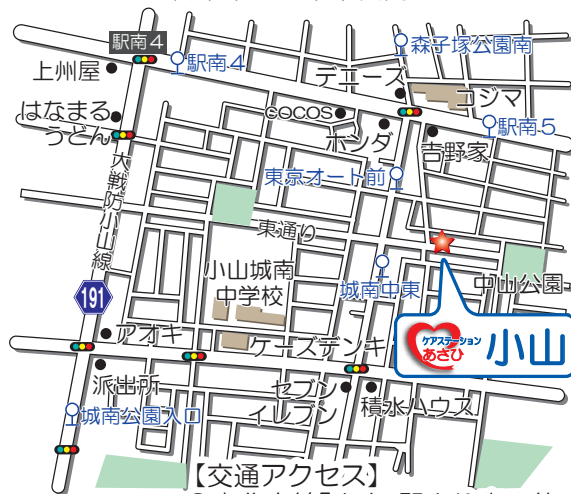 駅南4
上州屋
駅南4
森子塚公園南
デニーズ
コジマ
はなまる
うどん
COCOS
ホンダ
吉野家
駅南5
東京オート前
大戦防小山線
東通り
小山城南
中学校
城南中東
中山公園
191
アオキ
ケーズデンキ
ケアステーション
あさひ
小山
派出所
セブン
イレブン
積水ハウス
城南公園入口
【交通アクセス】